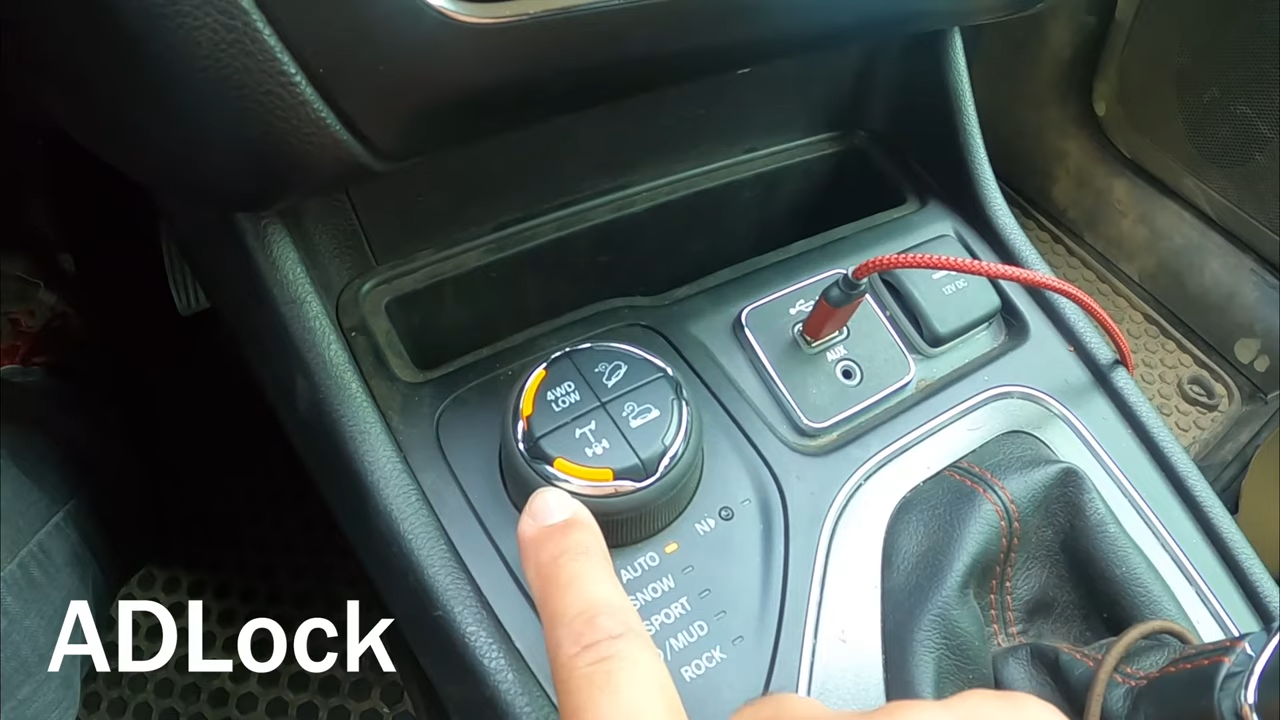 4WD
LOW
AUX
12V DC
N
AUTO
SNOW
SPORT
D/MUD
ROCK
ADLock